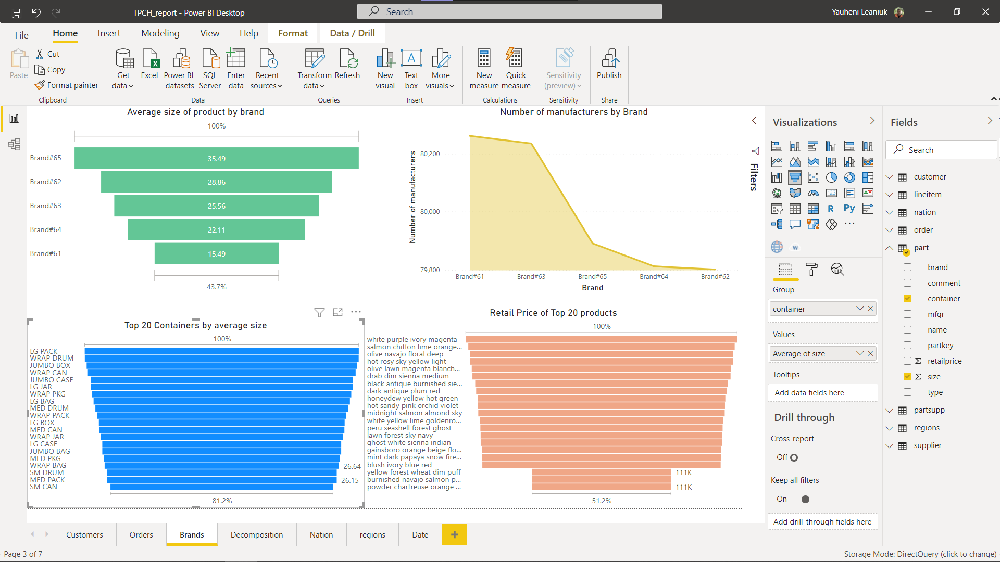 TPCH_report - Power BI Desktop
Search
Yauheni Leaniuk
File
Home
Insert
Modeling
View
Help
Format
Data / Drill
Paste
Cut
Copy
Format painter
Clipboard
Get data
Excel
Power BI datasets
SQL Server
Enter data
Recent sources
Data
Transform data
Refresh
Queries
New visual
Text box
More visuals
Insert
New measure
Quick measure
Calculations
Sensitivity (preview)
Sensitivity
Publish
Share
Average size of product by brand
100%
Brand#65
35.49
Brand#62
28.86
Brand#63
25.56
Brand#64
22.11
Brand#61
15.49
43.7%
Number of manufacturers by Brand
Number of manufacturers
80,200
80,000
79,800
Brand#61
Brand#63
Brand#65
Brand#64
Brand#62
Brand
Top 20 Containers by average size
100%
LG PACK
WRAP DRUM
JUMBO BOX
WRAP CAN
JUMBO CASE
LG JAR
WRAP PKG
LG BAG
MED DRUM
WRAP PACK
LG BOX
MED CAN
WRAP JAR
LG CASE
JUMBO BAG
MED PKG
WRAP BAG
26.64
SM DRUM
MED PACK
26.15
SM CAN
81.2%
Retail Price of Top 20 products
100%
white purple ivory magenta
salmon chiffon lime orange...
olive navajo floral deep
hot rosy sky yellow light
olive lawn magenta blanch...
drab dim sienna medium
black antique burnished sie...
dark antique plum red
honeydew yellow hot green
hot sandy pink orchid violet
midnight salmon almond sky
white yellow lime goldenro...
peru seashell forest ghost
lawn forest sky navy
ghost white sienna indian
gainsboro orange beige flo...
mint dark papaya snow fire...
blush ivory blue red
yellow forest wheat dim puff
111K
burnished navajo salmon p...
powder chartreuse orange ...
111K
51.2%
Filters
Visualizations
123
R
Py
W
Group
container
Values
Average of size
Tooltips
Add data fields here
Drill through
Cross-report
Off
Keep all filters
On
Add drill-through fields here
Fields
Search
customer
lineitem
nation
order
part
brand
comment
container
mfgr
name
partkey
retailprice
size
type
partsupp
regions
supplier
Customers
Orders
Brands
Decomposition
Nation
regions
Date
Page 3 of 7
Storage Mode: DirectQuery (click to change)